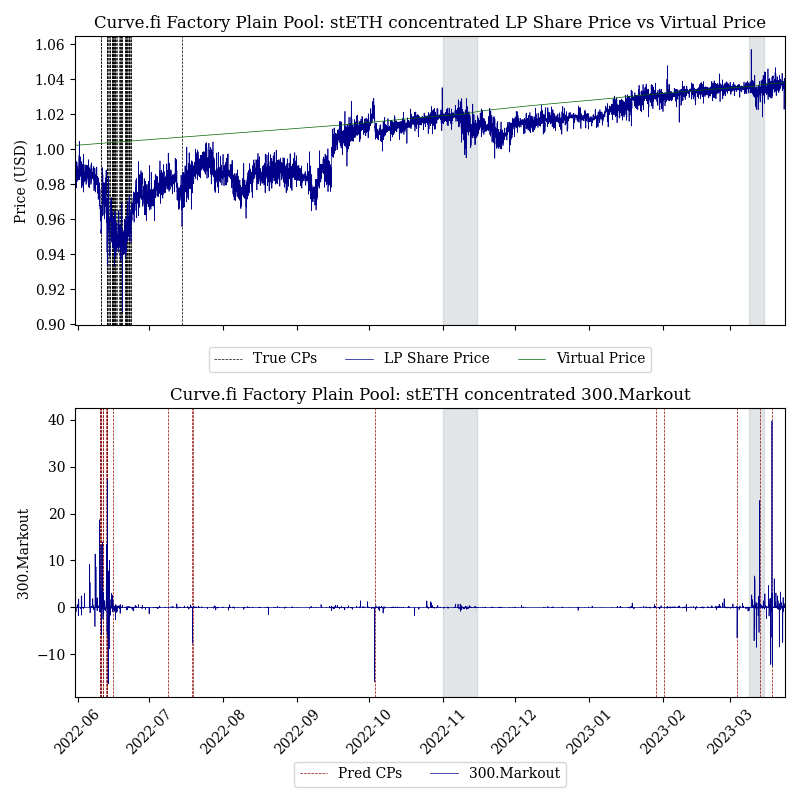 Curve.fi Factory Plain Pool: stETH concentrated LP Share Price vs Virtual Price
1.06
1.04
1.02
1.00
0.98
0.96
0.94
0.92
0.90
Price (USD)
True CPs LP Share Price Virtual Price
Curve.fi Factory Plain Pool: stETH concentrated 300.Markout
40
30
20
10
0
−10
300.Markout
2022-06 2022-07 2022-08 2022-09 2022-10 2022-11 2022-12 2023-01 2023-02 2023-03
Pred CPs 300.Markout